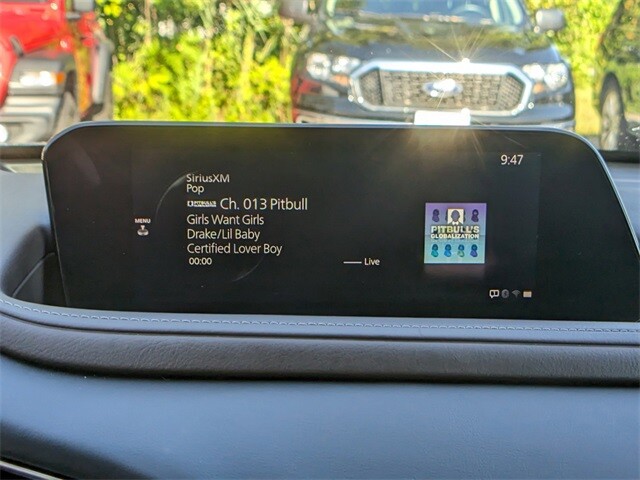 SiriusXM
9:47
Pop
Ch. 013 Pitbull
Girls Want Girls
MENU
Drake/Lil Baby
Certified Lover Boy
00:00
Live
PITBULL'S
GLOBALIZATION